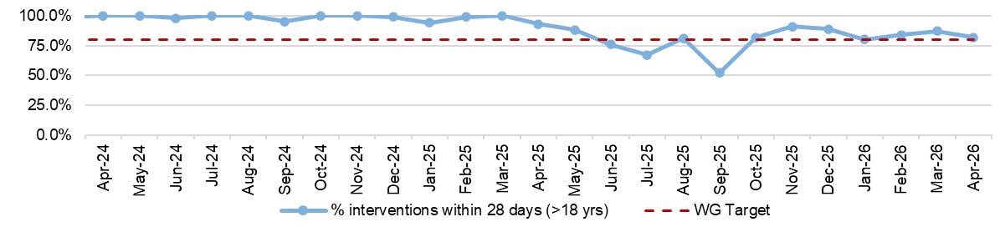 100.0%
75.0%
50.0%
25.0%
0.0%
Apr-24
May-24
Jun-24
Jul-24
Aug-24
Sep-24
Oct-24
Nov-24
Dec-24
Jan-25
Feb-25
Mar-25
Apr-25
May-25
Jun-25
Jul-25
Aug-25
Sep-25
Oct-25
Nov-25
Dec-25
Jan-26
Feb-26
Mar-26
Apr-26
% interventions within 28 days (>18 yrs)
WG Target